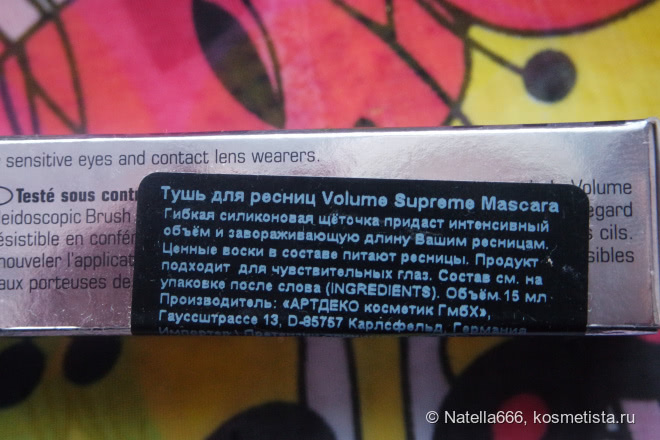 sensitive eyes and contact lens wearers.
Testé sous contr
leidoscopic Brush
ésistible en confér
nouveler l'applicat
aux porteuses de
Volume
egard
cils.
sibles
Тушь для ресниц Volume Supreme Mascara
Гибкая силиконовая щёточка придаст интенсивный
объём и завораживающую длину Вашим ресницам.
Ценные воски в составе питают ресницы. Продукт
подходит для чувствительных глаз. Состав см. на
упаковке после слова (INGREDIENTS). Объём 15 мл
Производитель: «АРТДЕКО косметик ГмбХ»,
Гауссштрассе 13, D-85757 Карлсфельд, Германия
© Natella666, kosmetista.ru